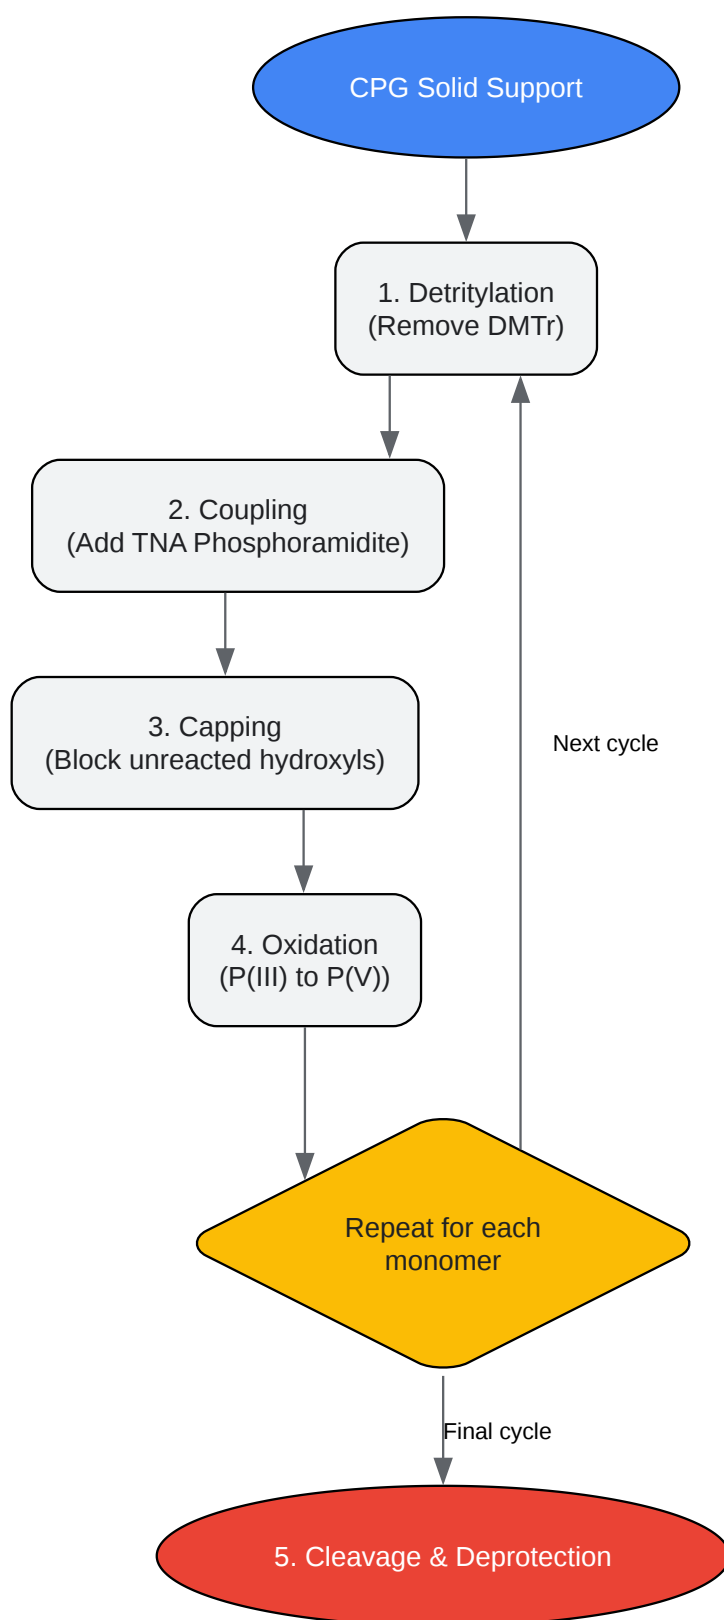 CPG Solid Support
1. Detritylation
(Remove DMTr)
2. Coupling
(Add TNA Phosphoramidite)
3. Capping
(Block unreacted hydroxyls)
Next cycle
4. Oxidation
(P(III) to P(V))
Repeat for each
monomer
Final cycle
5. Cleavage & Deprotection